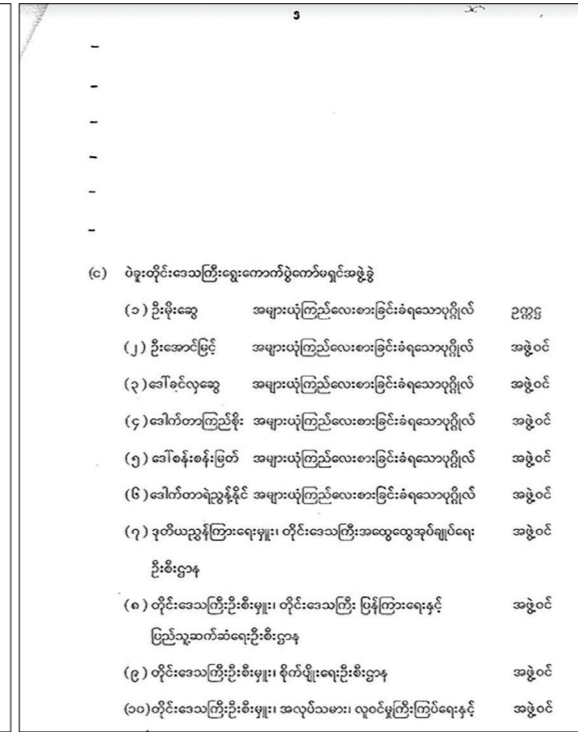 ၁
(င) ပဲခူးတိုင်းဒေသကြီးရွေးကောက်ပွဲကော်မရှင်အဖွဲ့ခွဲ
(၁) ဦးမိုးဆွေ အများယုံကြည်လေးစားခြင်းခံရသောပုဂ္ဂိုလ် ဥက္ကဋ္ဌ
(၂) ဦးအောင်မြင့် အများယုံကြည်လေးစားခြင်းခံရသောပုဂ္ဂိုလ် အဖွဲ့ဝင်
(၃) ဒေါ်ခင်လှဆွေ အများယုံကြည်လေးစားခြင်းခံရသောပုဂ္ဂိုလ် အဖွဲ့ဝင်
(၄) ဒေါက်တာကြည်စိုး အများယုံကြည်လေးစားခြင်းခံရသောပုဂ္ဂိုလ် အဖွဲ့ဝင်
(၅) ဒေါ်စန်းစန်းမြတ် အများယုံကြည်လေးစားခြင်းခံရသောပုဂ္ဂိုလ် အဖွဲ့ဝင်
(၆) ဒေါက်တာရဲညွန့်နိုင် အများယုံကြည်လေးစားခြင်းခံရသောပုဂ္ဂိုလ် အဖွဲ့ဝင်
(၇) ဒုတိယညွှန်ကြားရေးမှူး၊ တိုင်းဒေသကြီးအထွေထွေအုပ်ချုပ်ရေး အဖွဲ့ဝင်
ဦးစီးဌာန
(၈) တိုင်းဒေသကြီးဦးစီးမှူး၊ တိုင်းဒေသကြီး ပြန်ကြားရေးနှင့် အဖွဲ့ဝင်
ပြည်သူ့ဆက်ဆံရေးဦးစီးဌာန
(၉) တိုင်းဒေသကြီးဦးစီးမှူး၊ စိုက်ပျိုးရေးဦးစီးဌာန အဖွဲ့ဝင်
(၁၀) တိုင်းဒေသကြီးဦးစီးမှူး၊ အလုပ်သမား၊ လူဝင်မှုကြီးကြပ်ရေးနှင့် အဖွဲ့ဝင်